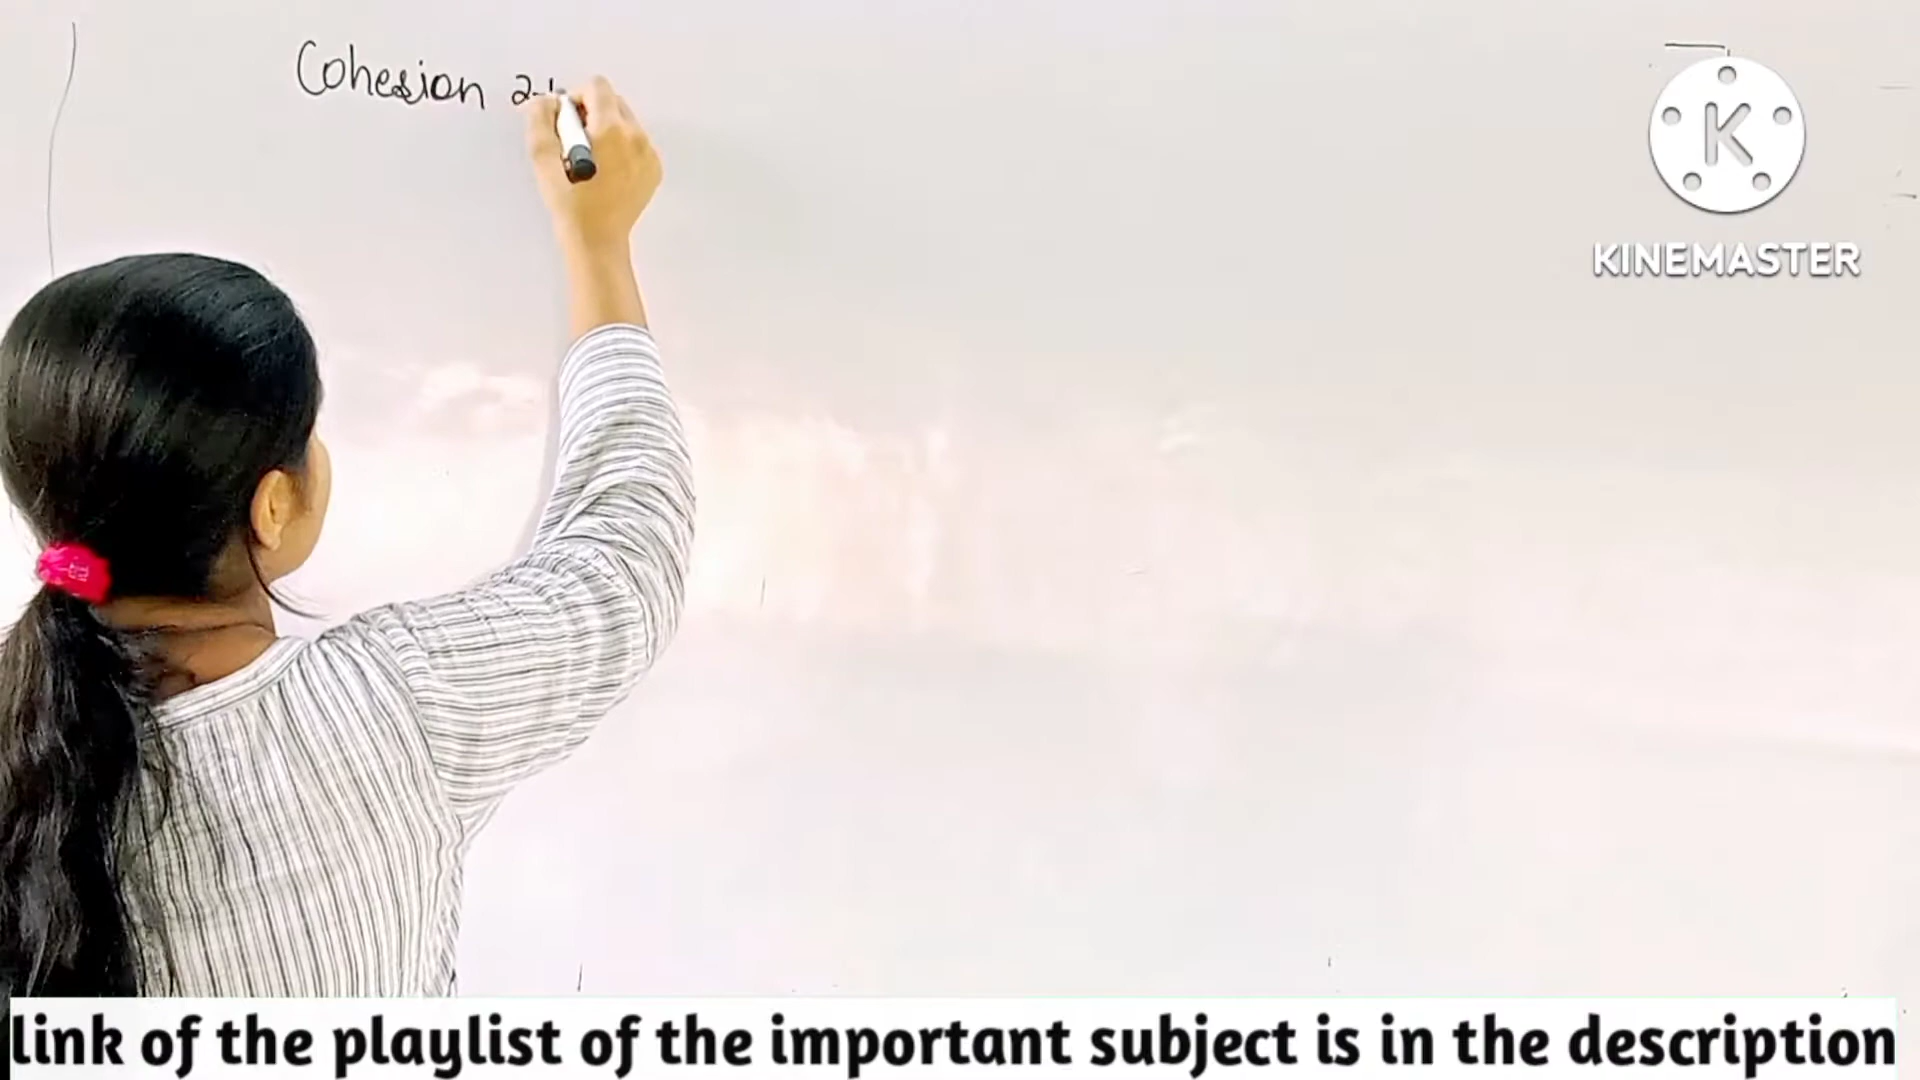 Cohesion
K
KINEMASTER
link of the playlist of the important subject is in the description